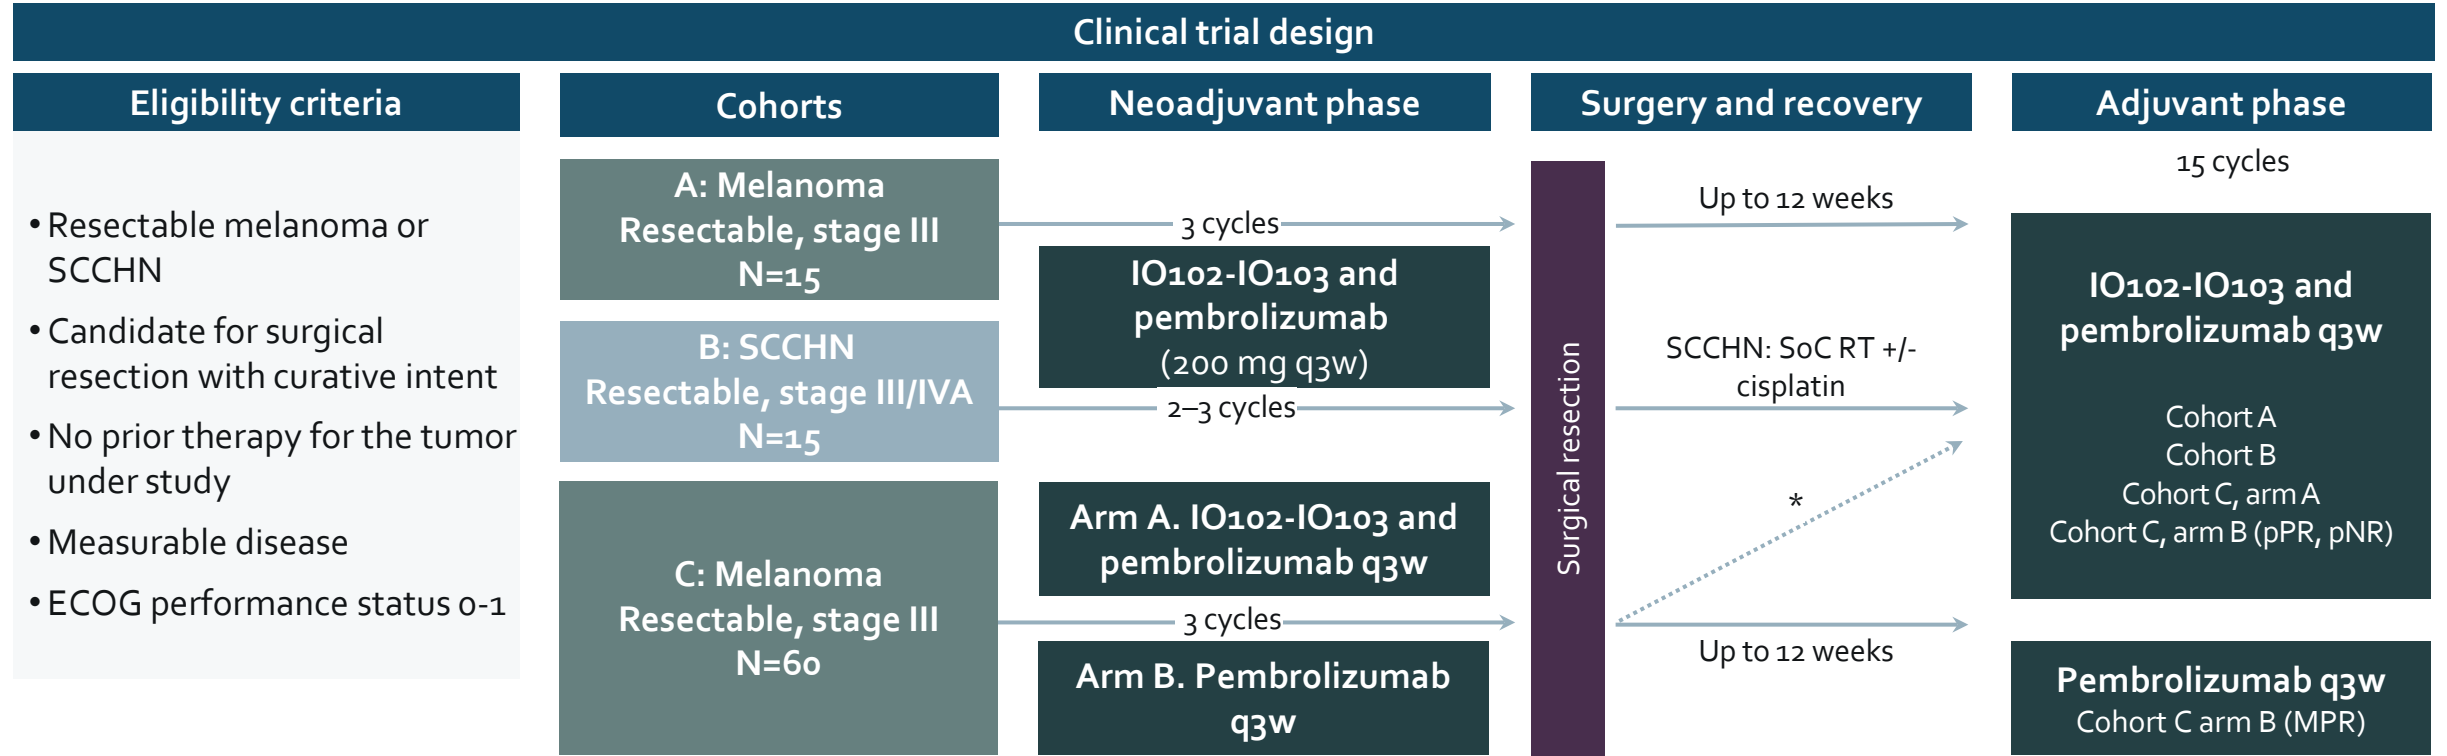 Clinical trial design
Eligibility criteria
• Resectable melanoma or
SCCHN
• Candidate for surgical
resection with curative intent
• No prior therapy for the tumor
under study
• Measurable disease
• ECOG performance status 0-1
Cohorts
A: Melanoma
Resectable, stage III
N=15
B: SCCHN
Resectable, stage III/IVA
N=15
C: Melanoma
Resectable, stage III
N=60
Neoadjuvant phase
3 cycles
IO102-IO103 and
pembrolizumab
(200 mg q3w)
2–3 cycles
Arm A. IO102-IO103 and
pembrolizumab q3w
3 cycles
Arm B. Pembrolizumab
q3w
Surgery and recovery
Surgical resection
Up to 12 weeks
SCCHN: SoC RT +/-
cisplatin
*
Up to 12 weeks
Adjuvant phase
15 cycles
IO102-IO103 and
pembrolizumab q3w
Cohort A
Cohort B
Cohort C, arm A
Cohort C, arm B (pPR, pNR)
Pembrolizumab q3w
Cohort C arm B (MPR)